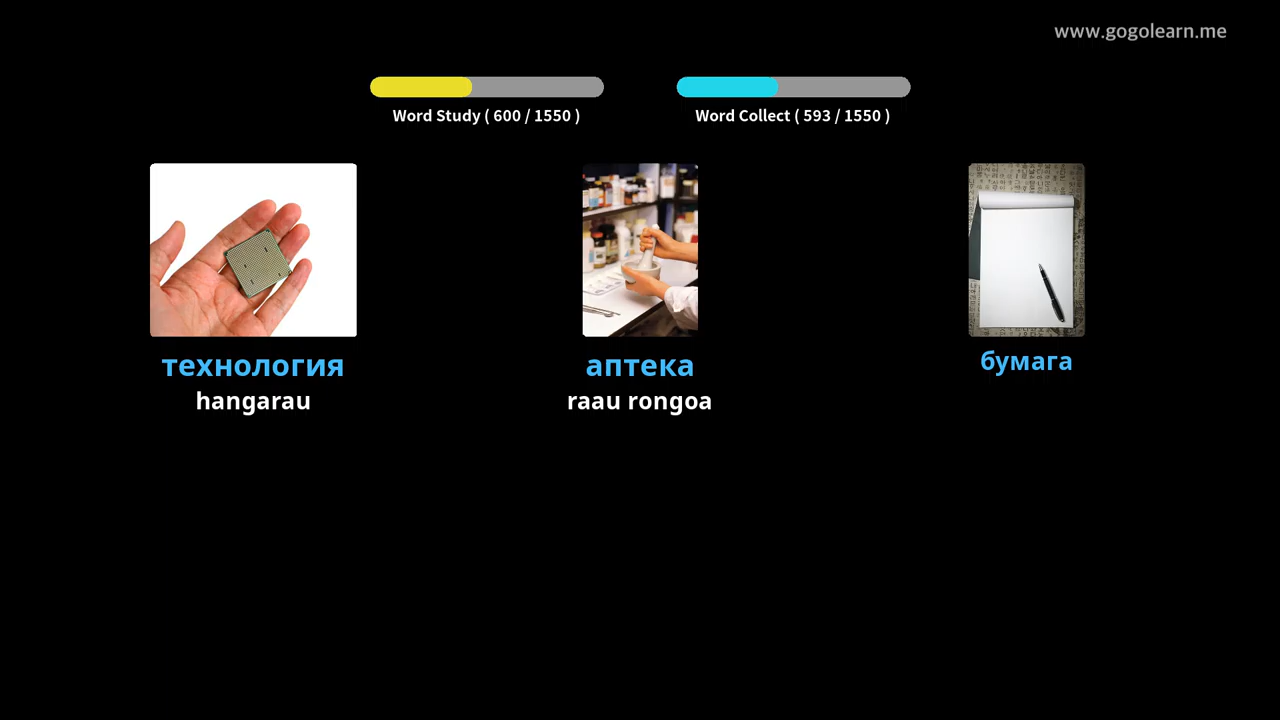 www.gogolearn.me
Word Study ( 600 / 1550 )
Word Collect ( 593 / 1550 )
технология
hangarau
аптека
raau rongoa
бумага